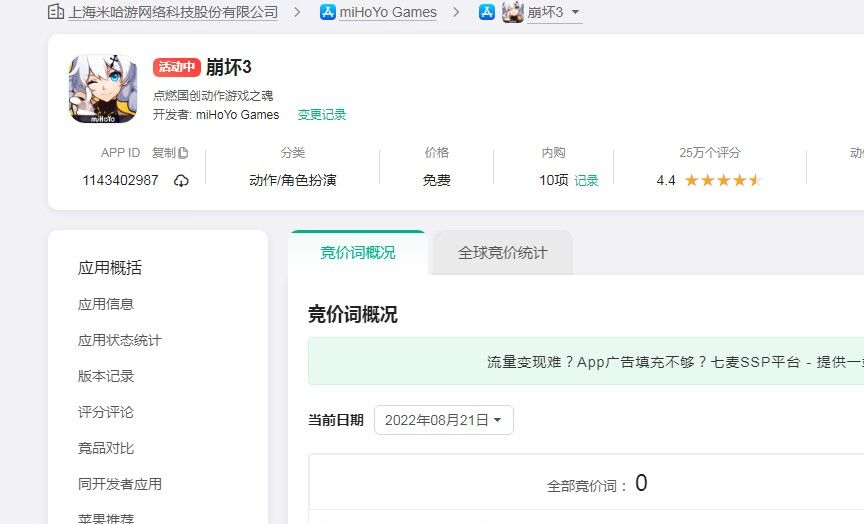 上海米哈游网络科技股份有限公司 > miHoYo Games > 崩坏3
活动中 崩坏3
点燃国创动作游戏之魂
开发者: miHoYo Games 变更记录
miHoYo
APP ID 复制 分类 价格 内购 25万个评分
1143402987 动作/角色扮演 免费 10项 记录 4.4
竞价词概况 全球竞价统计
应用概括
应用信息
应用状态统计
版本记录
评分评论
竞品对比
同开发者应用
苹果推荐
竞价词概况
流量变现难？App广告填充不够？七麦SSP平台 - 提供一
当前日期 2022年08月21日
全部竞价词： 0